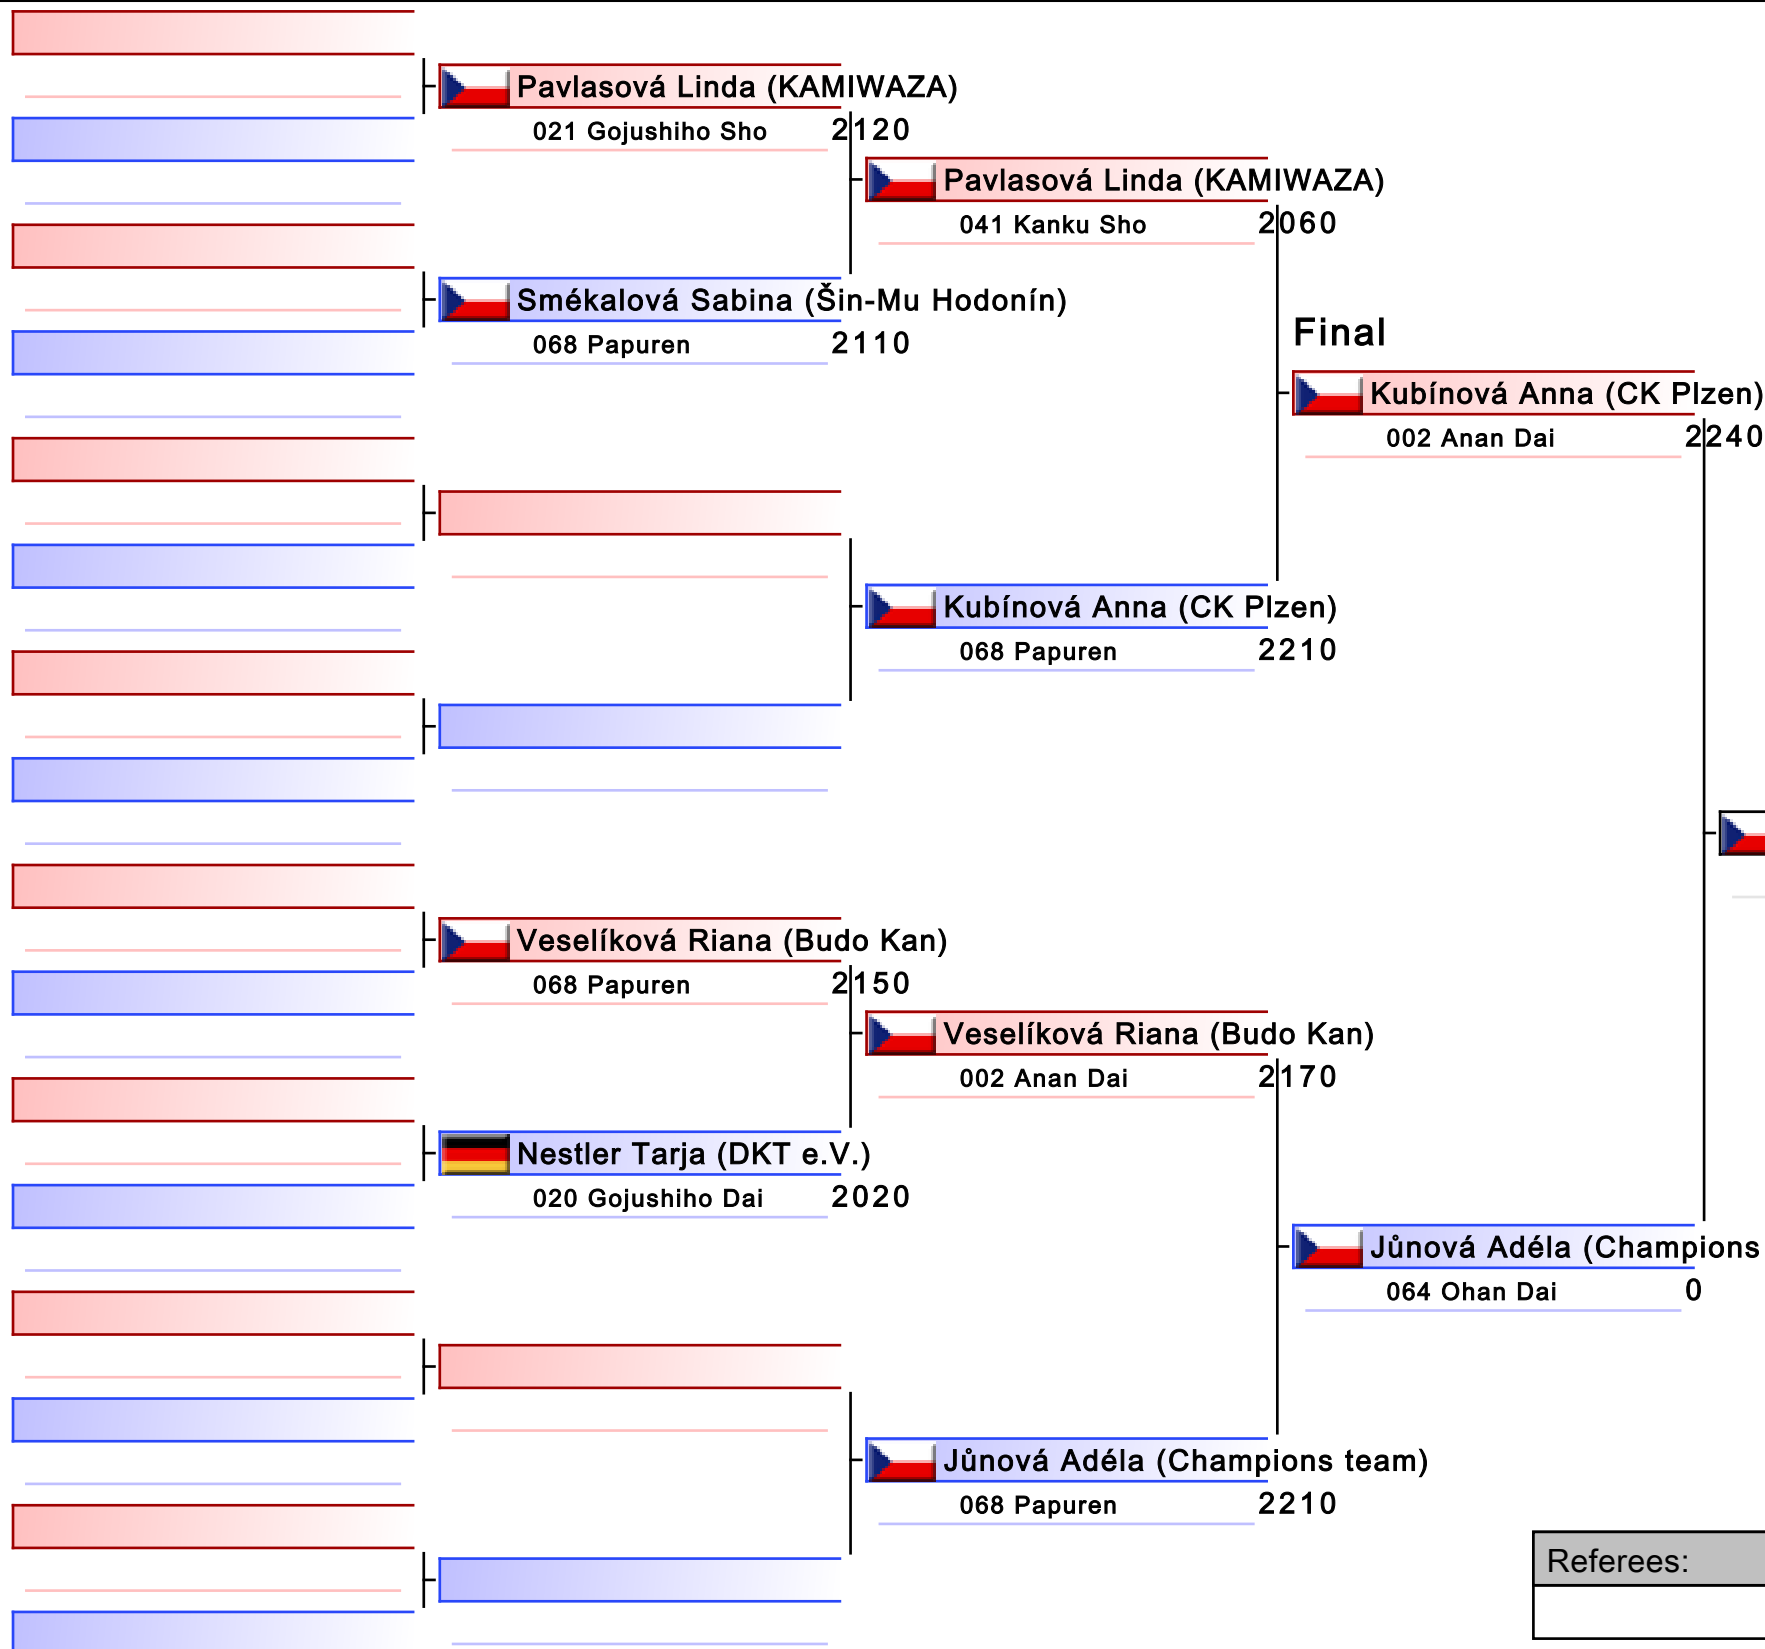 Pavlasová Linda (KAMIWAZA)
021 Gojushiho Sho 2120
Pavlasová Linda (KAMIWAZA)
041 Kanku Sho 2060
Smékalová Sabina (Šin-Mu Hodonín)
068 Papuren 2110
Final
Kubínová Anna (CK Plzen)
002 Anan Dai 2240
Kubínová Anna (CK Plzen)
068 Papuren 2210
Veselíková Riana (Budo Kan)
068 Papuren 2150
Veselíková Riana (Budo Kan)
002 Anan Dai 2170
Nestler Tarja (DKT e.V.)
020 Gojushiho Dai 2020
Jůnová Adéla (Champions
064 Ohan Dai 0
Jůnová Adéla (Champions team)
068 Papuren 2210
Referees: